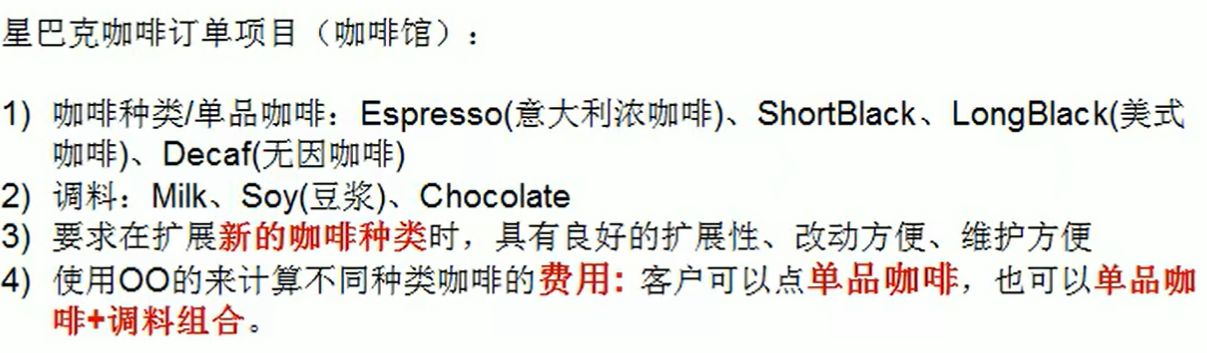 星巴克咖啡订单项目（咖啡馆）：
1) 咖啡种类/单品咖啡：Espresso(意大利浓咖啡)、ShortBlack、LongBlack(美式
咖啡)、Decaf(无因咖啡)
2) 调料：Milk、Soy(豆浆)、Chocolate
3) 要求在扩展新的咖啡种类时，具有良好的扩展性、改动方便、维护方便
4) 使用OO的来计算不同种类咖啡的费用: 客户可以点单品咖啡，也可以单品咖
啡+调料组合。